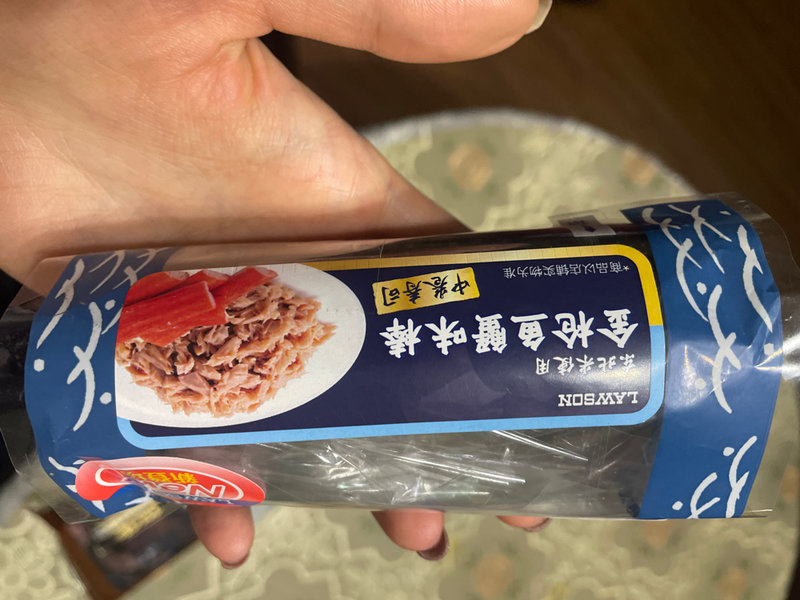 LAWSON
东北米使用
金枪鱼蟹味棒
中卷寿司
*商品以店铺实物为准